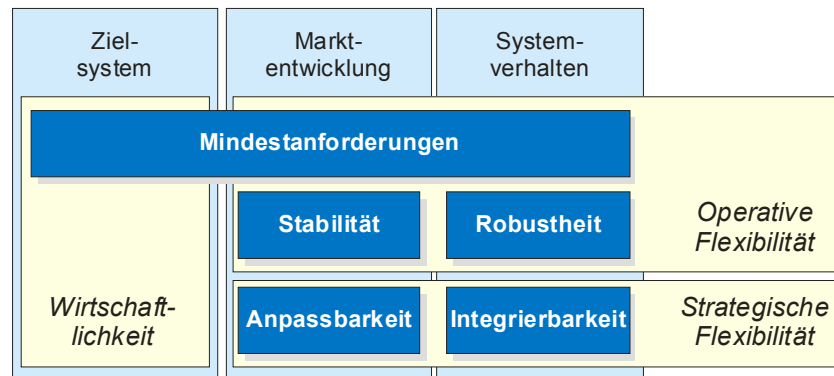 Ziel-
system
Markt-
entwicklung
System-
verhalten
Mindestanforderungen
Stabilität
Robustheit
Operative
Flexibilität
Wirtschaft-
lichkeit
Anpassbarkeit
Integrierbarkeit
Strategische
Flexibilität